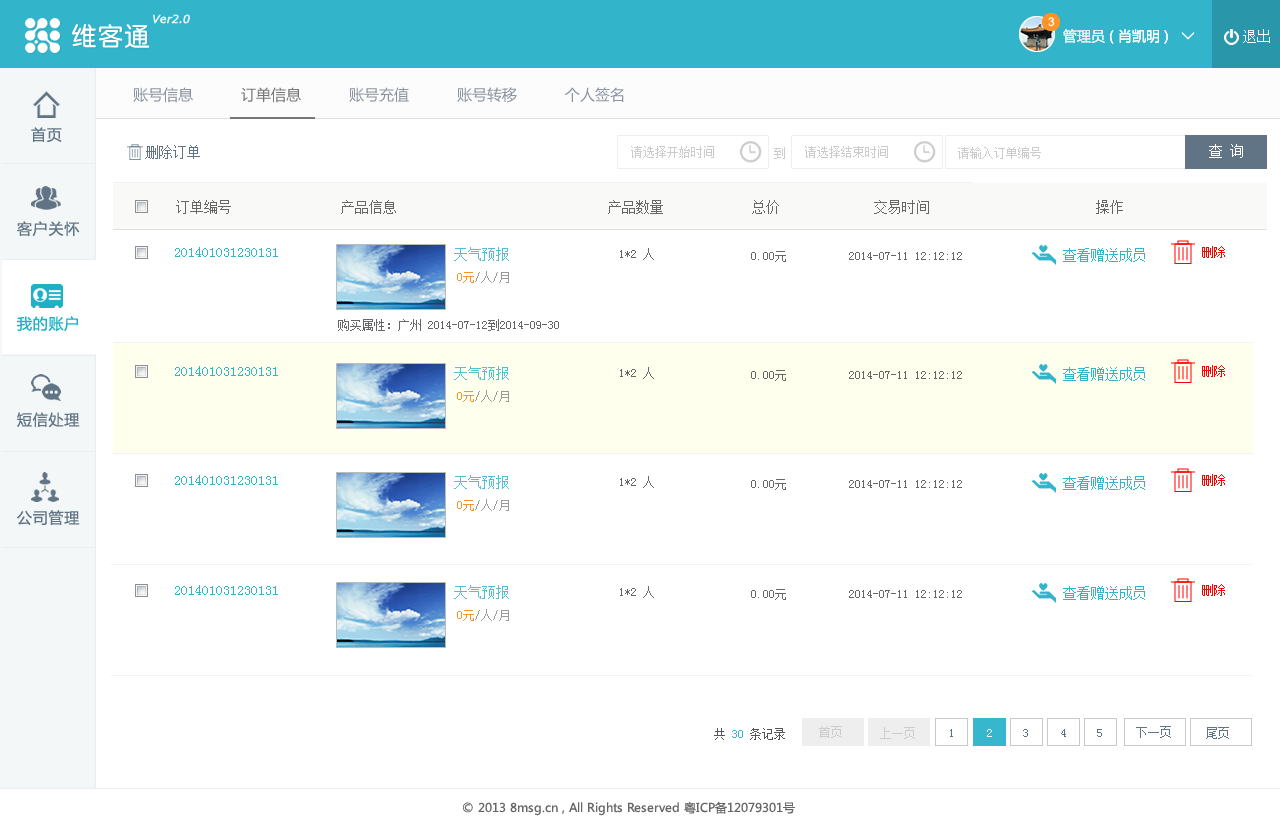 维客通 Ver2.0
3 管理员 ( 肖凯明 ) 退出
首页
客户关怀
我的账户
短信处理
公司管理
账号信息 订单信息 账号充值 账号转移 个人签名
删除订单 请选择开始时间 到 请选择结束时间 请输入订单编号 查 询
订单编号 产品信息 产品数量 总价 交易时间 操作
201401031230131 天气预报 1*2 人 0.00元 2014-07-11 12:12:12 查看赠送成员 删除
0元/人/月
购买属性：广州 2014-07-12到2014-09-30
201401031230131 天气预报 1*2 人 0.00元 2014-07-11 12:12:12 查看赠送成员 删除
0元/人/月
201401031230131 天气预报 1*2 人 0.00元 2014-07-11 12:12:12 查看赠送成员 删除
0元/人/月
201401031230131 天气预报 1*2 人 0.00元 2014-07-11 12:12:12 查看赠送成员 删除
0元/人/月
共 30 条记录 首页 上一页 1 2 3 4 5 下一页 尾页
© 2013 8msg.cn , All Rights Reserved 粤ICP备12079301号